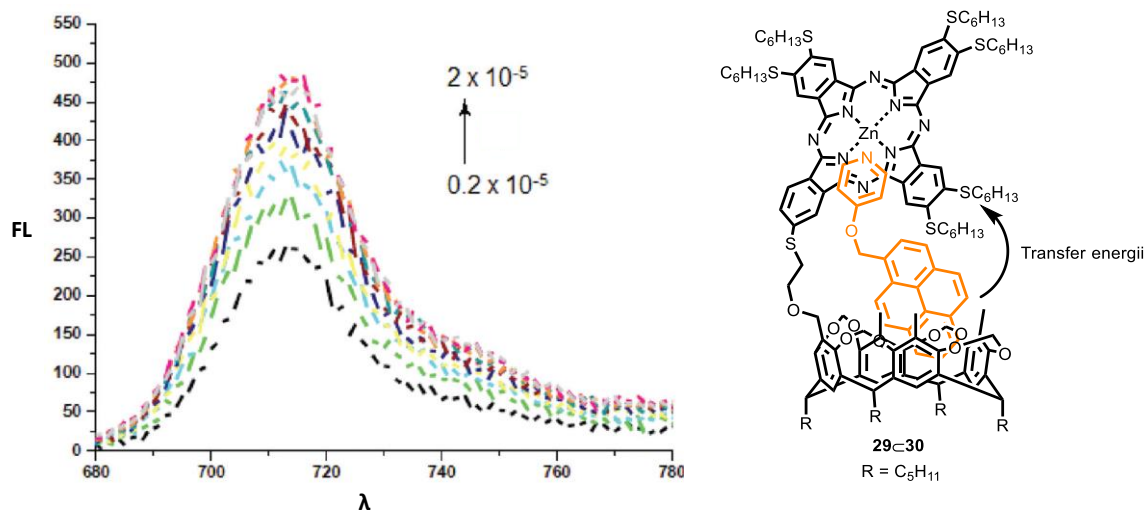 550
500
450
400
350
300
250
200
150
100
50
0
FL
680
700
720
740
760
780
λ
2 x 10⁻⁵
0.2 x 10⁻⁵
C₆H₁₃S
C₆H₁₃S
SC₆H₁₃
SC₆H₁₃
N
N
N
N
Zn
N
N
N
N
N
N
SC₆H₁₃
SC₆H₁₃
S
O
O
Transfer energii
O
O
O
O
O
O
O
O
R
R
R
R
29⊂30
R = C₅H₁₁